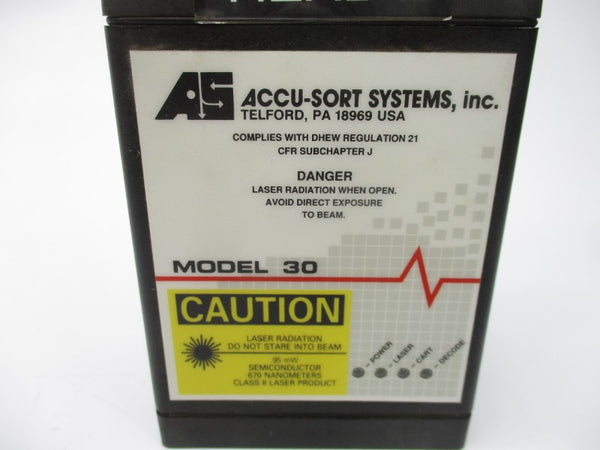 AS ACCU-SORT SYSTEMS, inc.
TELFORD, PA 18969 USA
COMPLIES WITH DHEW REGULATION 21
CFR SUBCHAPTER J
DANGER
LASER RADIATION WHEN OPEN.
AVOID DIRECT EXPOSURE
TO BEAM.
MODEL 30
CAUTION
LASER RADIATION
DO NOT STARE INTO BEAM
SEMICONDUCTOR
670 NANOMETERS
CLASS II LASER PRODUCT
- POWER
- LASER
- CART
- DECODE